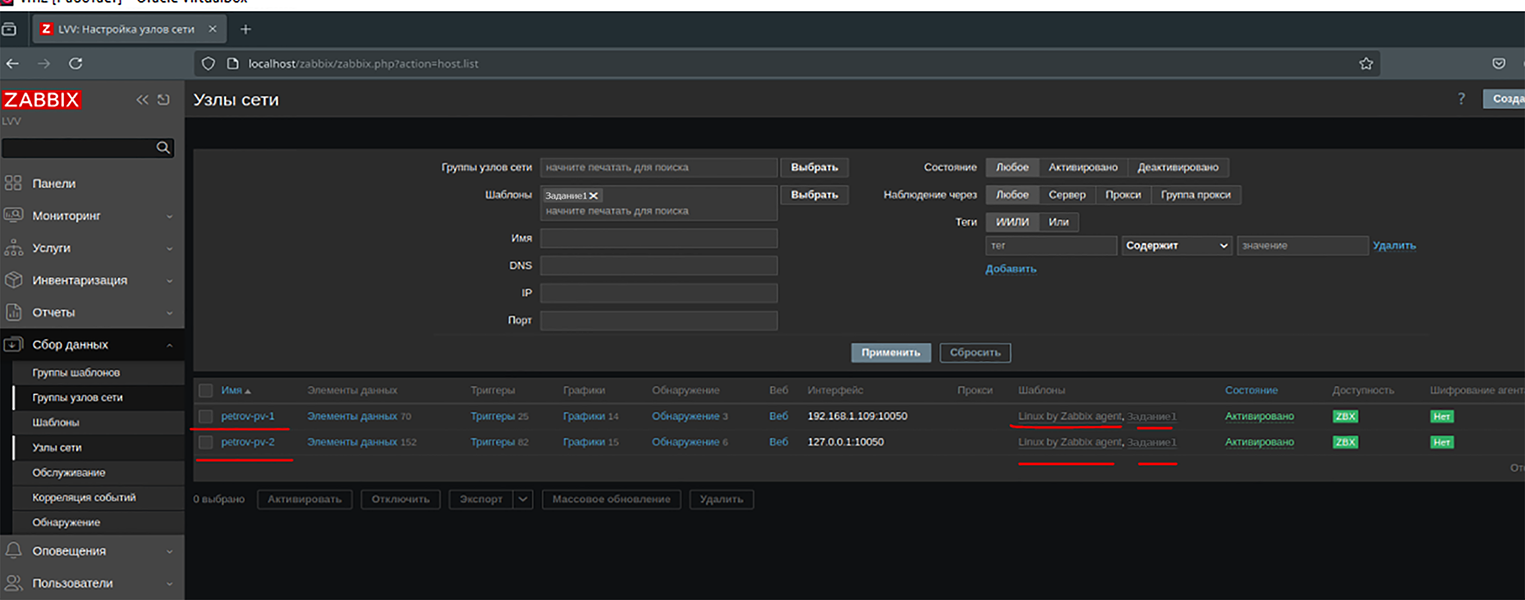 LVV: Настройка узлов сети
localhost/zabbix/zabbix.php?action=host.list
ZABBIX
LVV
Узлы сети
?
Панели
Мониторинг
Услуги
Инвентаризация
Отчеты
Сбор данных
Группы шаблонов
Группы узлов сети
Шаблоны
Узлы сети
Обслуживание
Корреляция событий
Обнаружение
Оповещения
Пользователи
Группы узлов сети начните печатать для поиска Выбрать
Шаблоны Задание1 Выбрать
начните печатать для поиска
Имя
DNS
IP
Порт
Состояние Любое Активировано Деактивировано
Наблюдение через Любое Сервер Прокси Группа прокси
Теги И/ИЛИ Или
тег Содержит значение Удалить
Добавить
Применить Сбросить
Имя Элементы данных Триггеры Графики Обнаружение Веб Интерфейс Прокси Шаблоны Состояние Доступность Шифрование агент
petrov-pv-1 Элементы данных 70 Триггеры 25 Графики 14 Обнаружение 3 Веб 192.168.1.109:10050 Linux by Zabbix agent, Задание1 Активировано ZBX Нет
petrov-pv-2 Элементы данных 152 Триггеры 82 Графики 15 Обнаружение 6 Веб 127.0.0.1:10050 Linux by Zabbix agent, Задание1 Активировано ZBX Нет
0 выбрано Активировать Отключить Экспорт Массовое обновление Удалить